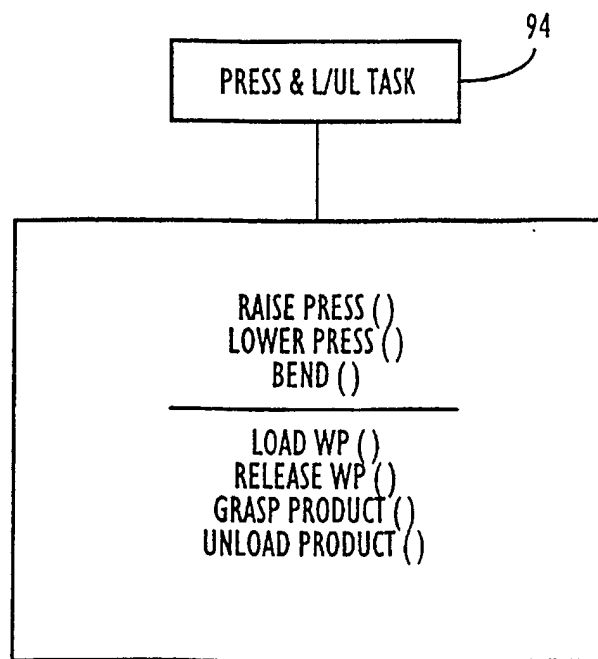 94
PRESS & L/UL TASK
RAISE PRESS ()
LOWER PRESS ()
BEND ()
LOAD WP ()
RELEASE WP ()
GRASP PRODUCT ()
UNLOAD PRODUCT ()